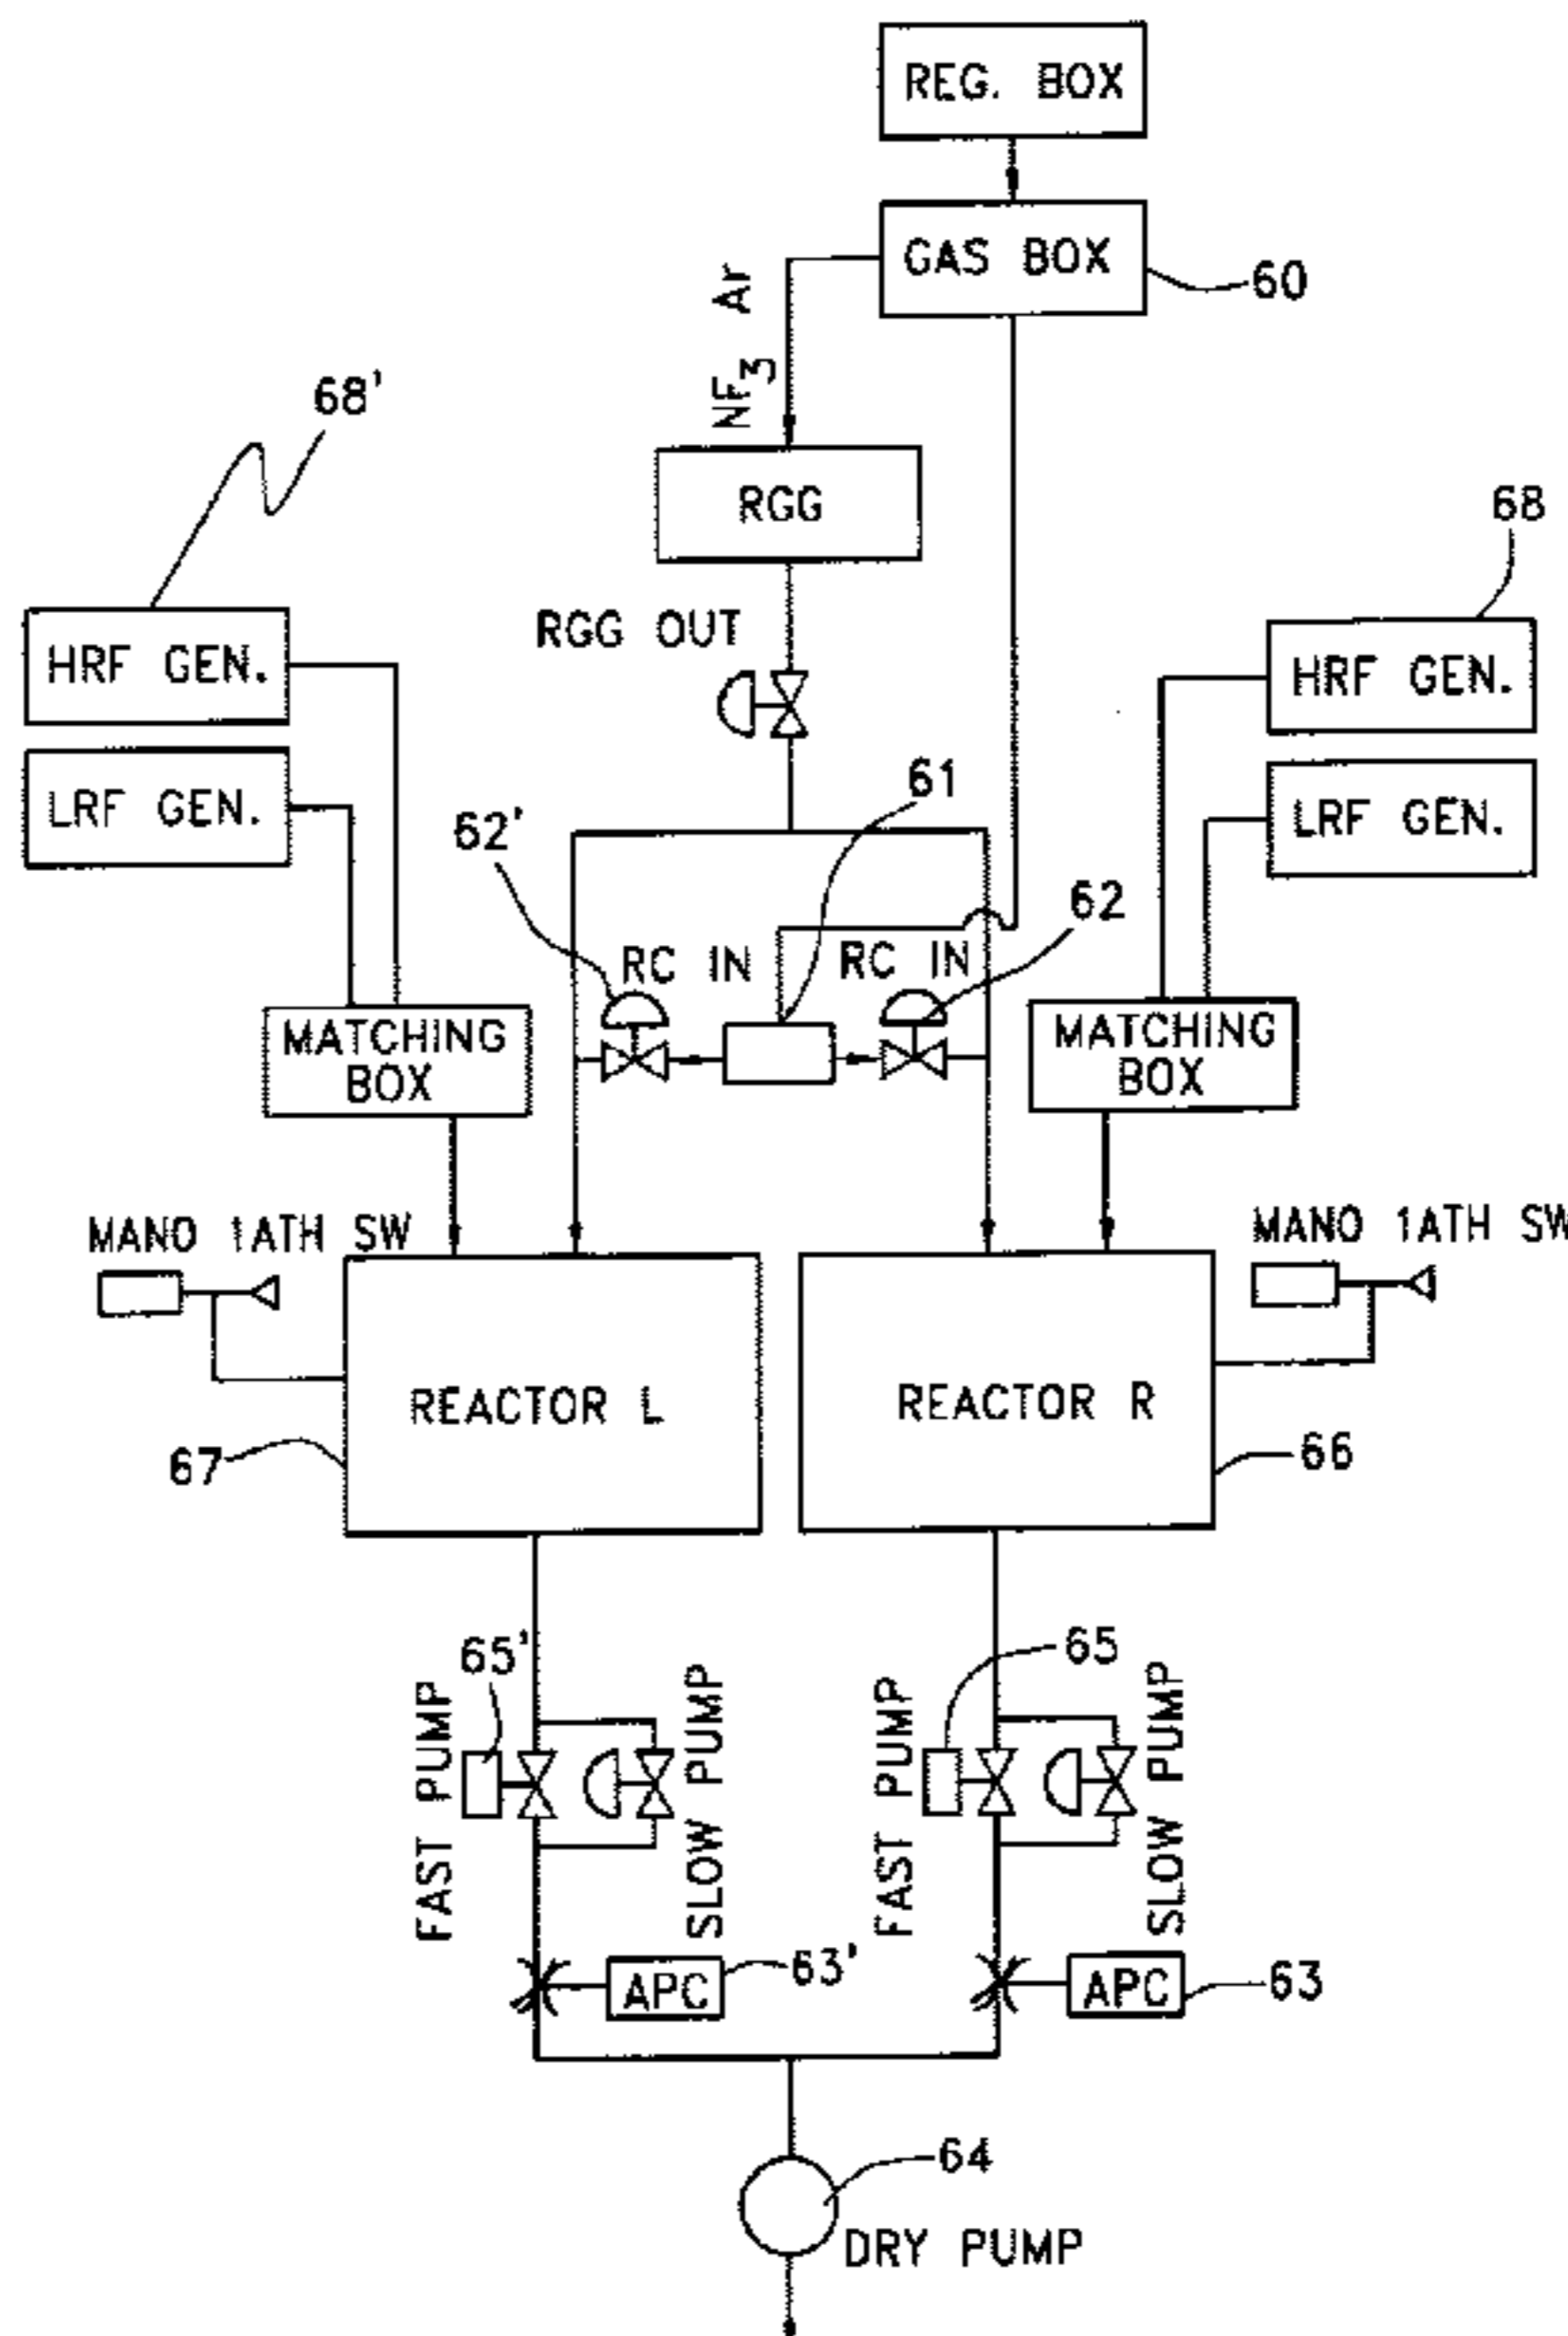 REG. BOX
GAS BOX
60
Ar
NF3
68'
RGG
68
HRF GEN.
RGG OUT
HRF GEN.
LRF GEN.
62'
61
LRF GEN.
62
RC IN
RC IN
MATCHING
BOX
MATCHING
BOX
MANO 1ATH SW
MANO 1ATH SW
REACTOR L
REACTOR R
67
66
65'
65
FAST PUMP
SLOW PUMP
FAST PUMP
SLOW PUMP
APC
63'
APC
63
64
DRY PUMP